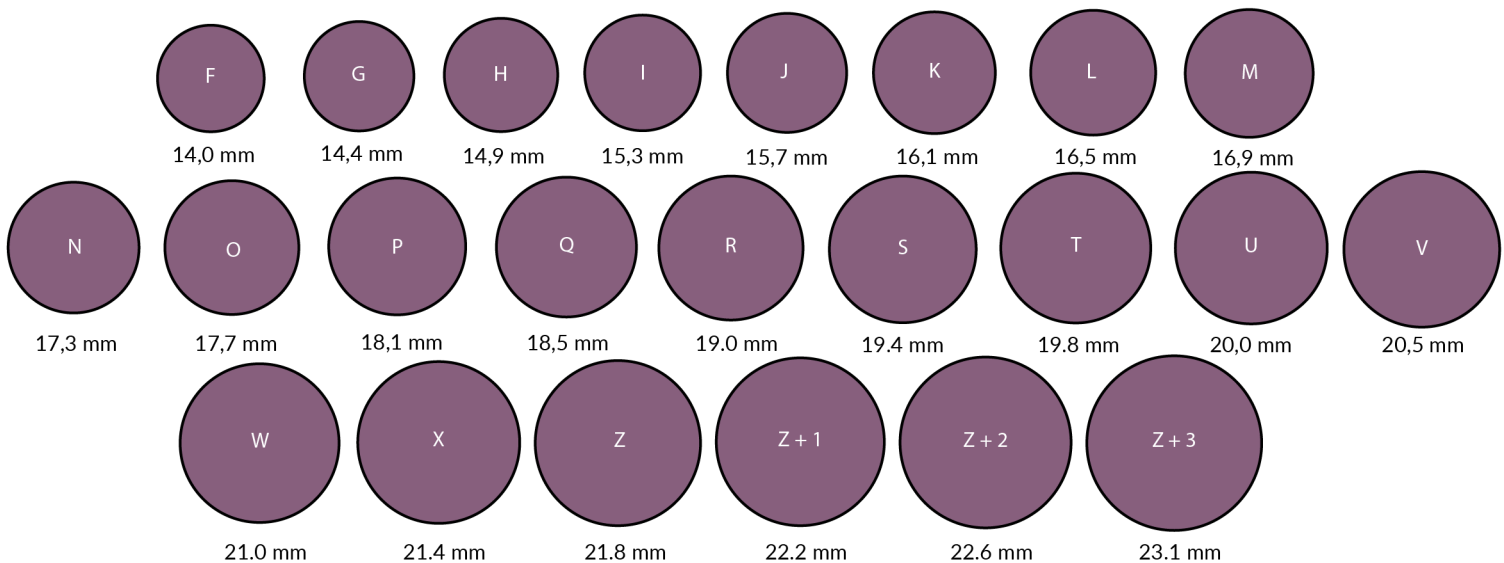 F G H I J K L M
14,0 mm 14,4 mm 14,9 mm 15,3 mm 15,7 mm 16,1 mm 16,5 mm 16,9 mm
N O P Q R S T U V
17,3 mm 17,7 mm 18,1 mm 18,5 mm 19.0 mm 19.4 mm 19.8 mm 20,0 mm 20,5 mm
W X Z Z + 1 Z + 2 Z + 3
21.0 mm 21.4 mm 21.8 mm 22.2 mm 22.6 mm 23.1 mm